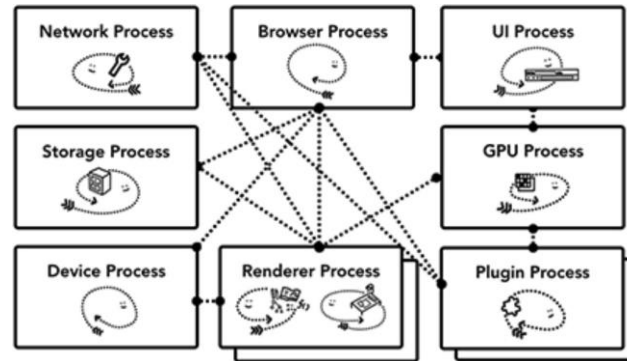 Network Process
Browser Process
UI Process
Storage Process
GPU Process
Device Process
Renderer Process
Plugin Process